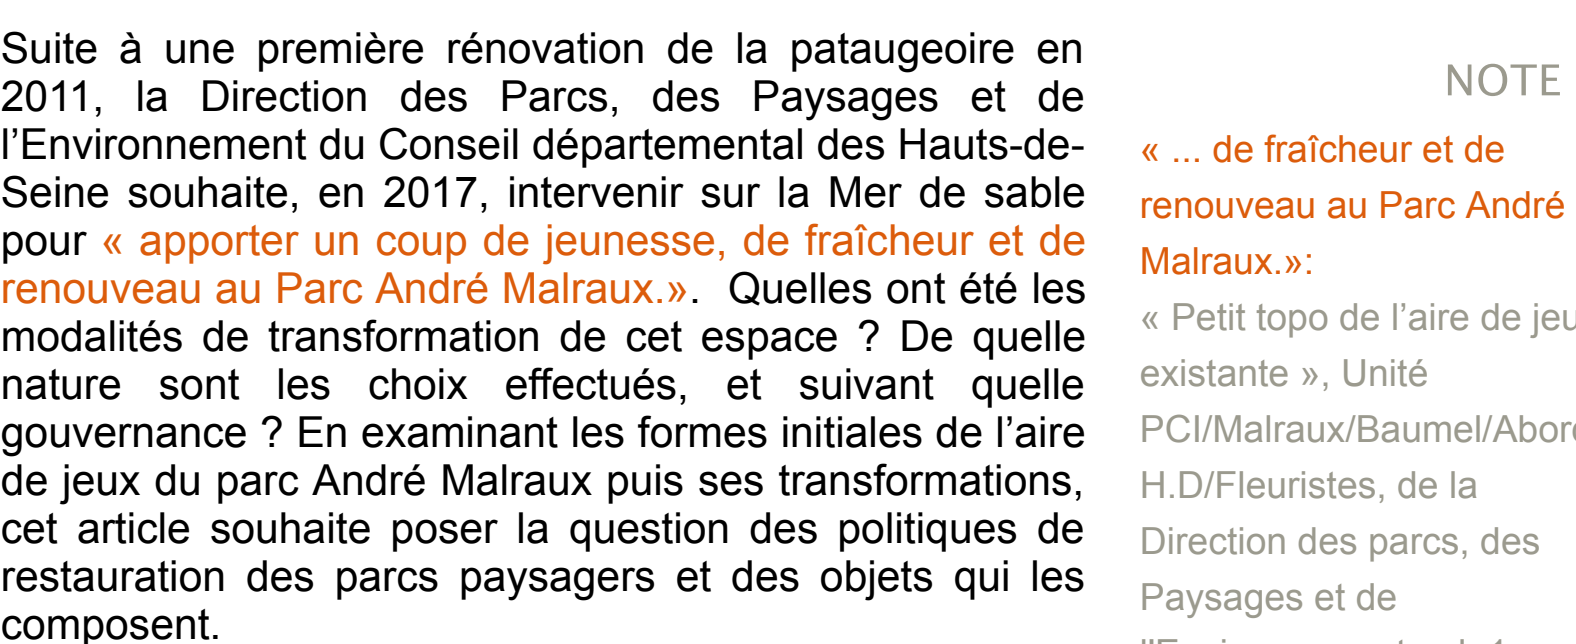 Suite à une première rénovation de la pataugeoire en
2011, la Direction des Parcs, des Paysages et de
l’Environnement du Conseil départemental des Hauts-de-
Seine souhaite, en 2017, intervenir sur la Mer de sable
pour « apporter un coup de jeunesse, de fraîcheur et de
renouveau au Parc André Malraux.». Quelles ont été les
modalités de transformation de cet espace ? De quelle
nature sont les choix effectués, et suivant quelle
gouvernance ? En examinant les formes initiales de l’aire
de jeux du parc André Malraux puis ses transformations,
cet article souhaite poser la question des politiques de
restauration des parcs paysagers et des objets qui les
composent.
NOTE
« ... de fraîcheur et de
renouveau au Parc André
Malraux.»:
« Petit topo de l’aire de jeu
existante », Unité
PCI/Malraux/Baumel/Abor
H.D/Fleuristes, de la
Direction des parcs, des
Paysages et de